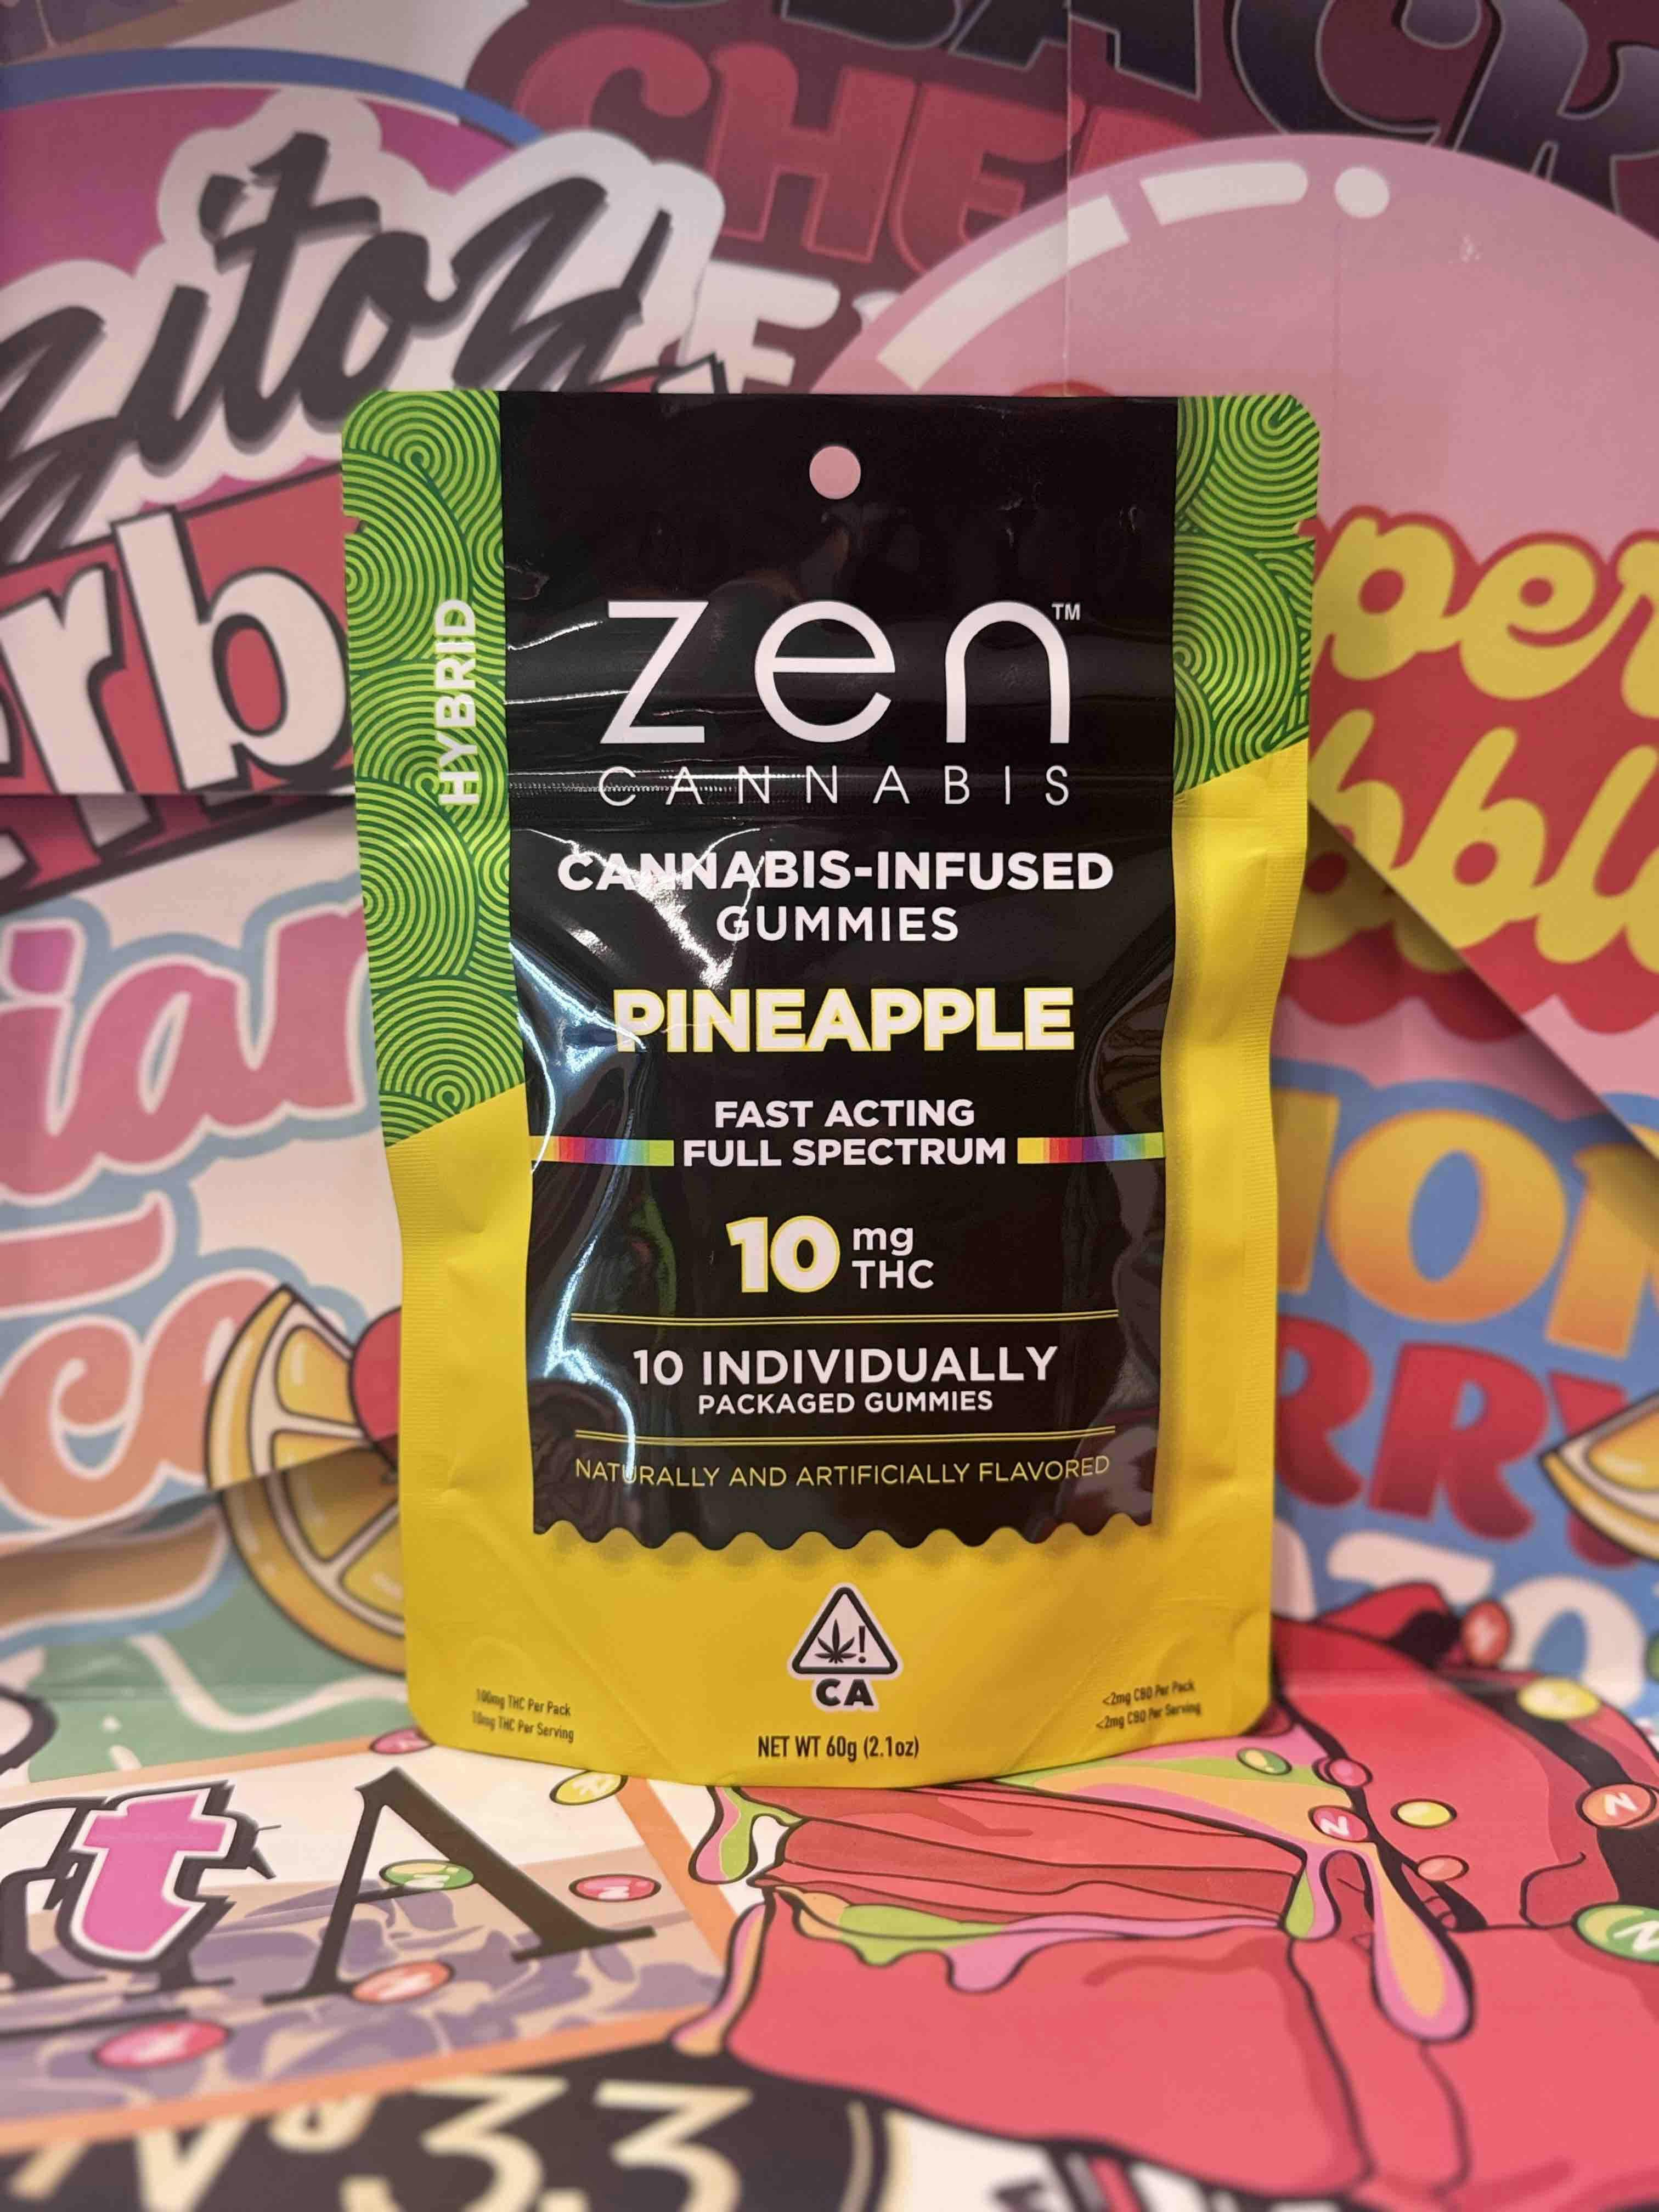 HYBRID
zen™
CANNABIS
CANNABIS-INFUSED
GUMMIES
PINEAPPLE
FAST ACTING
FULL SPECTRUM
10 mg
THC
10 INDIVIDUALLY
PACKAGED GUMMIES
NATURALLY AND ARTIFICIALLY FLAVORED
CA
100mg THC Per Pack
10mg THC Per Serving
<2mg CBD Per Pack
<2mg CBD Per Serving
NET WT 60g (2.1oz)